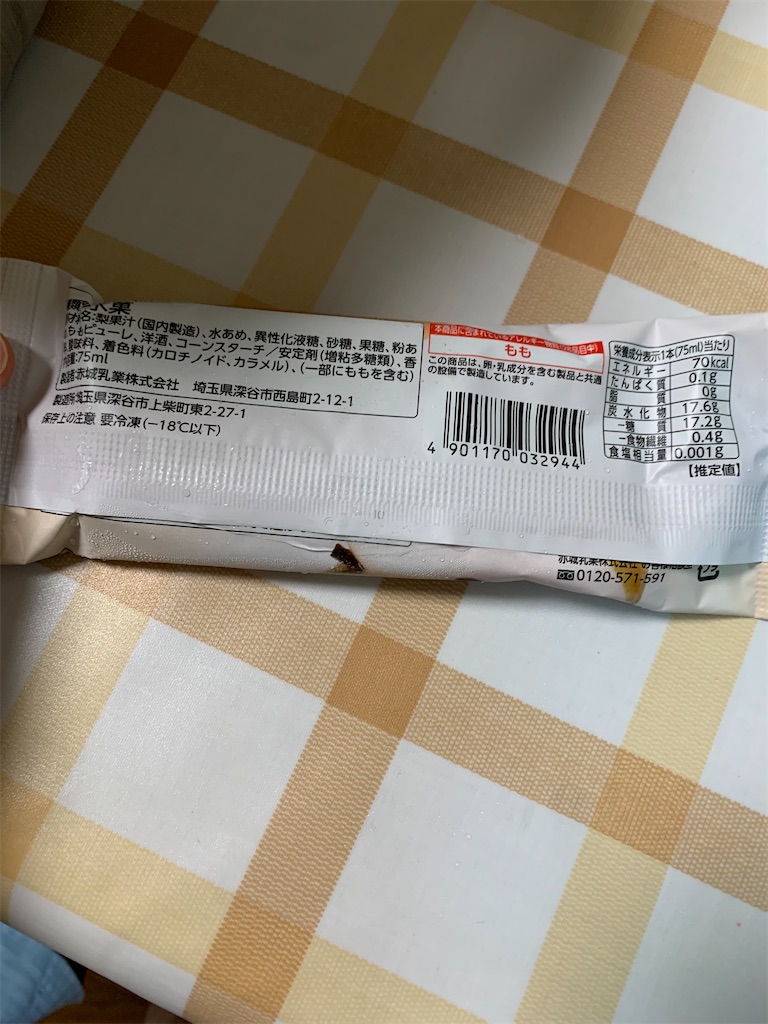 氷菓
名:梨果汁(国内製造)、水あめ、異性化液糖、砂糖、果糖、粉あ
ももピューレ、洋酒、コーンスターチ/安定剤(増粘多糖類)、香
酸味料、着色料(カロチノイド、カラメル)、(一部にももを含む)
75ml
赤城乳業株式会社 埼玉県深谷市西島町2-12-1
製造所 埼玉県深谷市上柴町東2-27-1
保存上の注意 要冷凍(-18℃以下)
本商品に含まれているアレルギー物質
もも
この商品は、卵・乳成分を含む製品と共通
の設備で製造しています。
4 901170 032944
栄養成分表示1本(75ml)当たり
エネルギー 70kcal
たんぱく質 0.1g
脂質 0g
炭水化物 17.6g
-糖質 17.2g
-食物繊維 0.4g
食塩相当量 0.001g
【推定値】
赤城乳業株式会社 お客様相談室
0120-571-591